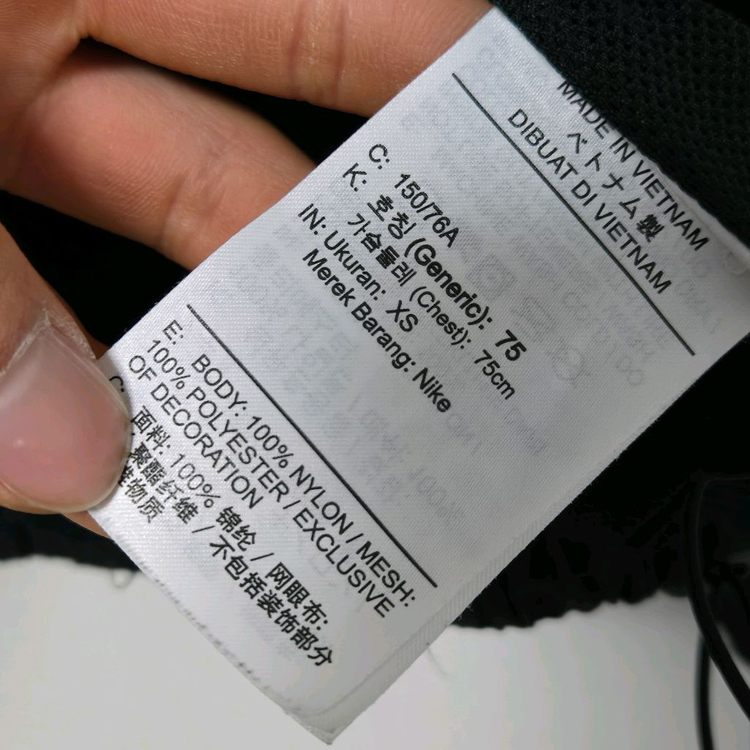 MADE IN VIETNAM
ベトナム製
DIBUAT DI VIETNAM
C: 150/76A
K: 호칭 (Generic): 75
가슴둘레 (Chest): 75cm
IN: Ukuran: XS
Merek Barang: Nike
E: BODY: 100% NYLON / MESH:
100% POLYESTER / EXCLUSIVE
OF DECORATION
C: 面料: 100% 锦纶 / 网眼布:
聚酯纤维 / 不包括装饰部分
物质